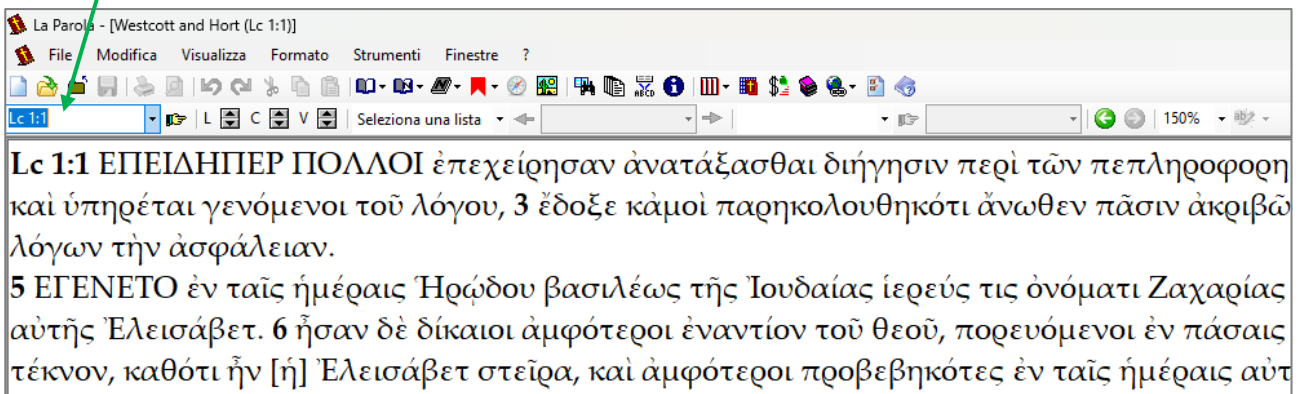 La Parola - [Westcott and Hort (Lc 1:1)]
File Modifica Visualizza Formato Strumenti Finestre ?
ABCD
Lc 1:1 L C V Seleziona una lista 150%
Lc 1:1 ΕΠΕΙΔΗΠΕΡ ΠΟΛΛΟΙ ἐπεχείρησαν ἀνατάξασθαι διήγησιν περὶ τῶν πεπληροφορη
καὶ ὑπηρέται γενόμενοι τοῦ λόγου, 3 ἔδοξε κἀμοὶ παρηκολουθηκότι ἄνωθεν πᾶσιν ἀκριβῶ
λόγων τὴν ἀσφάλειαν.
5 ΕΓΕΝΕΤΟ ἐν ταῖς ἡμέραις Ἡρῴδου βασιλέως τῆς Ἰουδαίας ἱερεύς τις ὀνόματι Ζαχαρίας
αὐτῆς Ἐλεισάβετ. 6 ἦσαν δὲ δίκαιοι ἀμφότεροι ἐναντίον τοῦ θεοῦ, πορευόμενοι ἐν πάσαις
τέκνον, καθότι ἦν [ἡ] Ἐλεισάβετ στεῖρα, καὶ ἀμφότεροι προβεβηκότες ἐν ταῖς ἡμέραις αὐτ